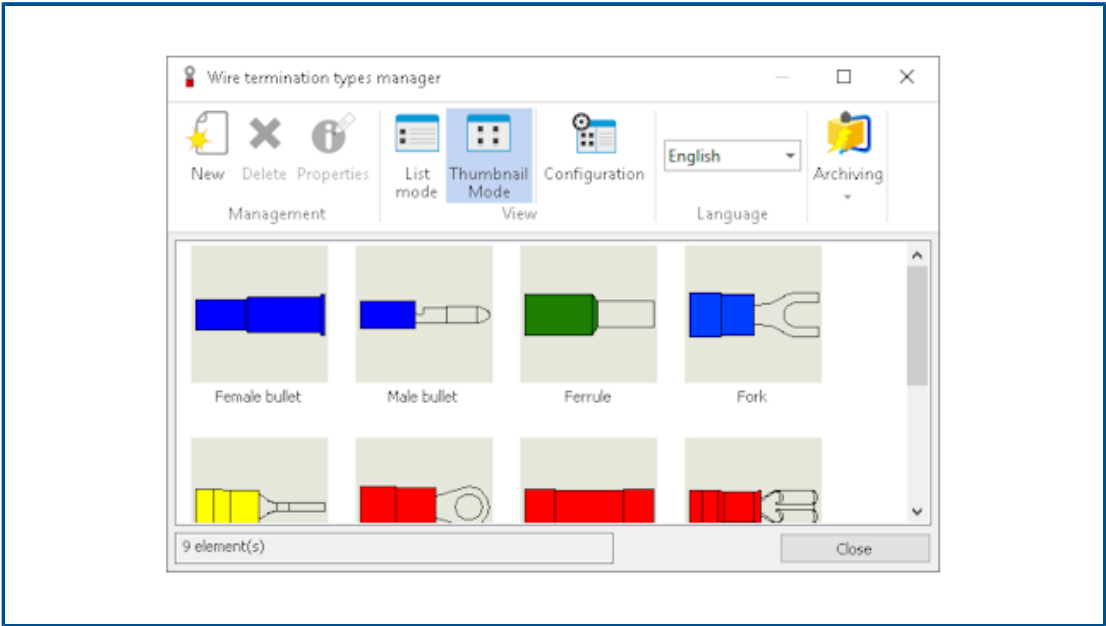 Wire termination types manager
New Delete Properties List mode Thumbnail Mode Configuration English Archiving
Management View Language
Female bullet Male bullet Ferrule Fork
9 element(s) Close